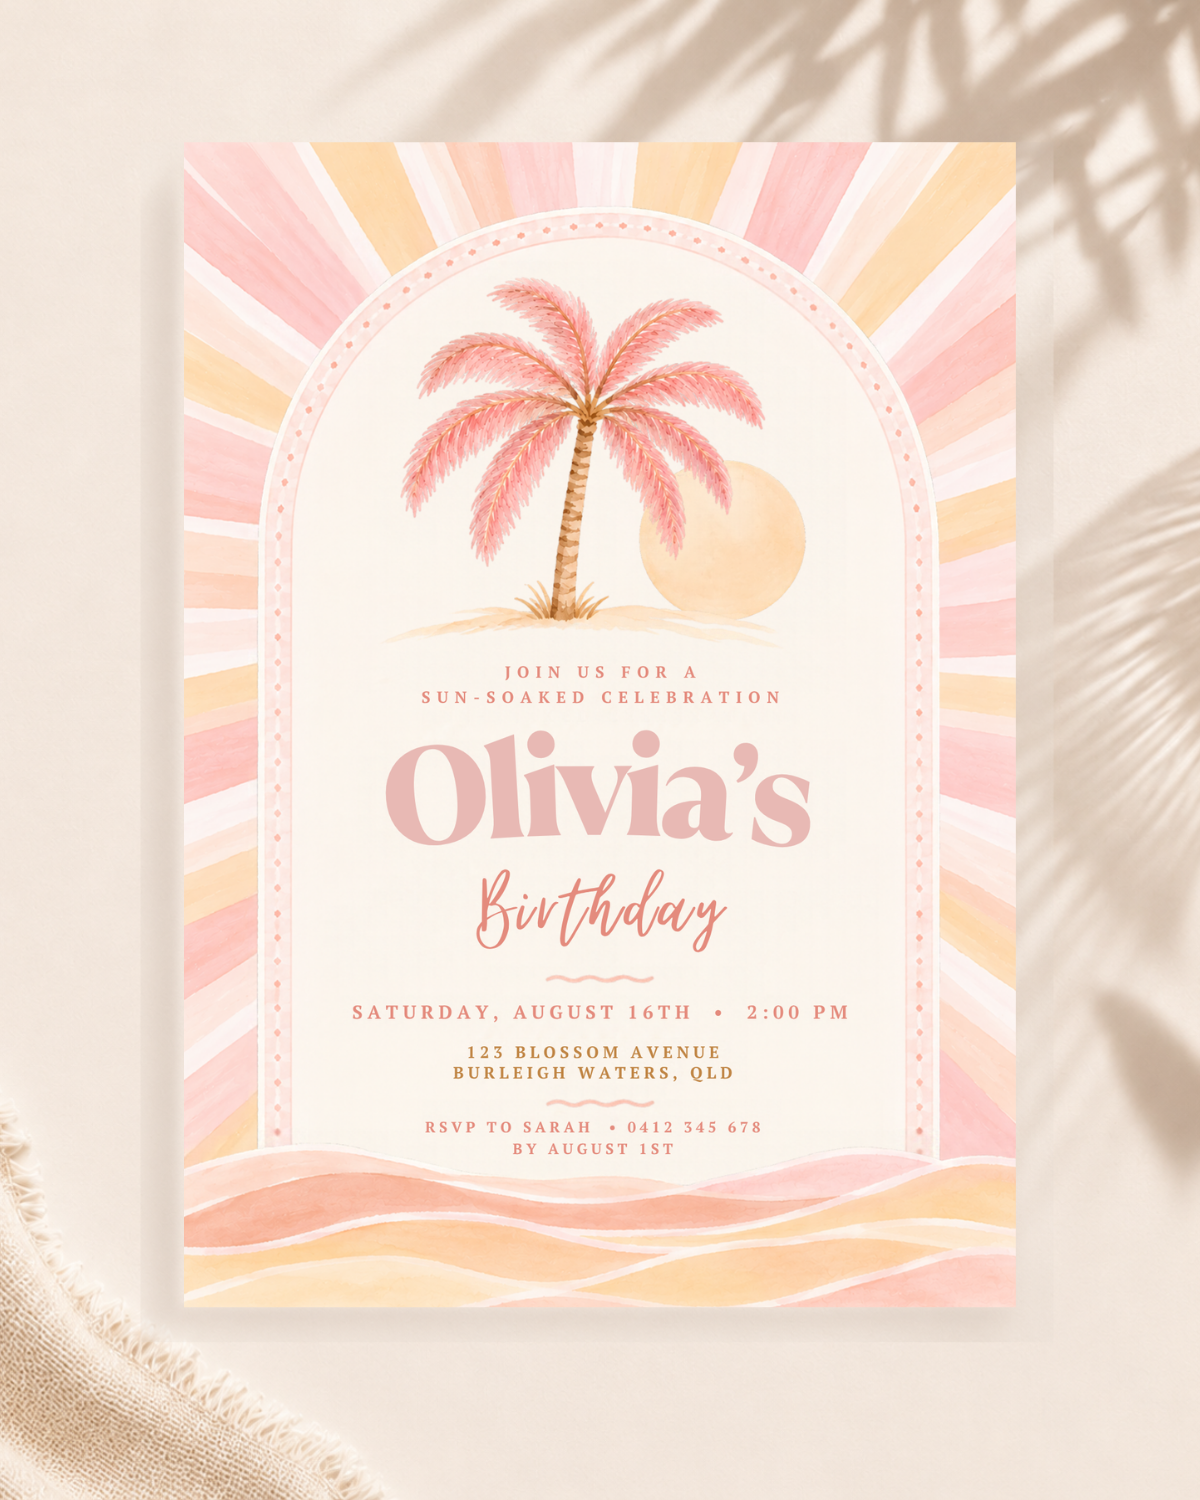 JOIN US FOR A
SUN-SOAKED CELEBRATION
Olivia's
Birthday
SATURDAY, AUGUST 16TH • 2:00 PM
123 BLOSSOM AVENUE
BURLEIGH WATERS, QLD
RSVP TO SARAH • 0412 345 678
BY AUGUST 1ST